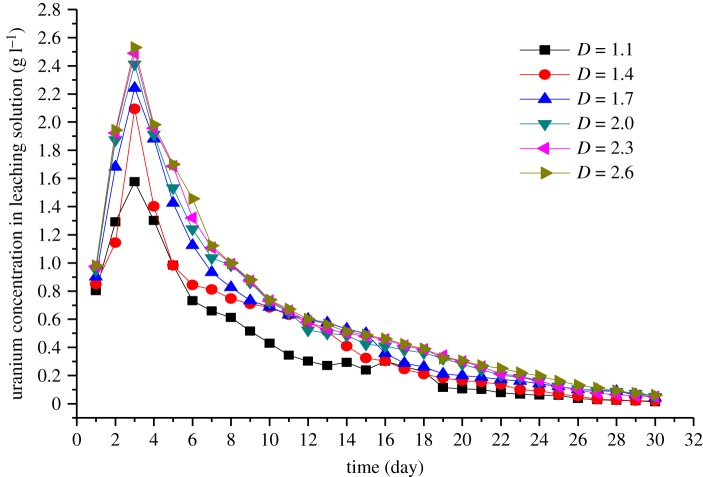 uranium concentration in leaching solution (g l⁻¹)
2.8
2.6
2.4
2.2
2.0
1.8
1.6
1.4
1.2
1.0
0.8
0.6
0.4
0.2
0
D = 1.1
D = 1.4
D = 1.7
D = 2.0
D = 2.3
D = 2.6
0 2 4 6 8 10 12 14 16 18 20 22 24 26 28 30 32
time (day)